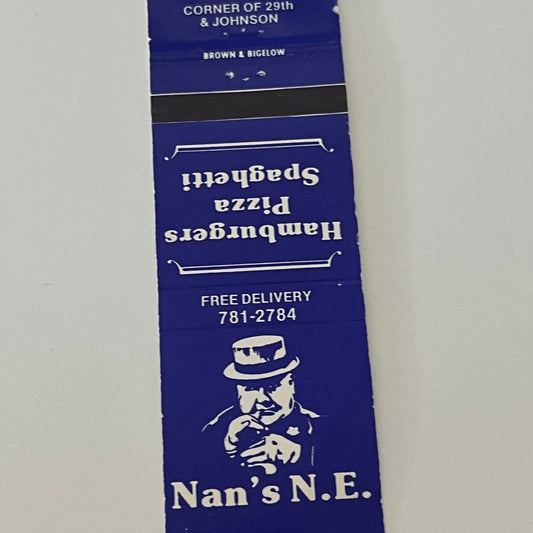 CORNER OF 29th
& JOHNSON
BROWN & BIGELOW
Hamburgers
Pizza
Spaghetti
FREE DELIVERY
781-2784
Nan's N.E.